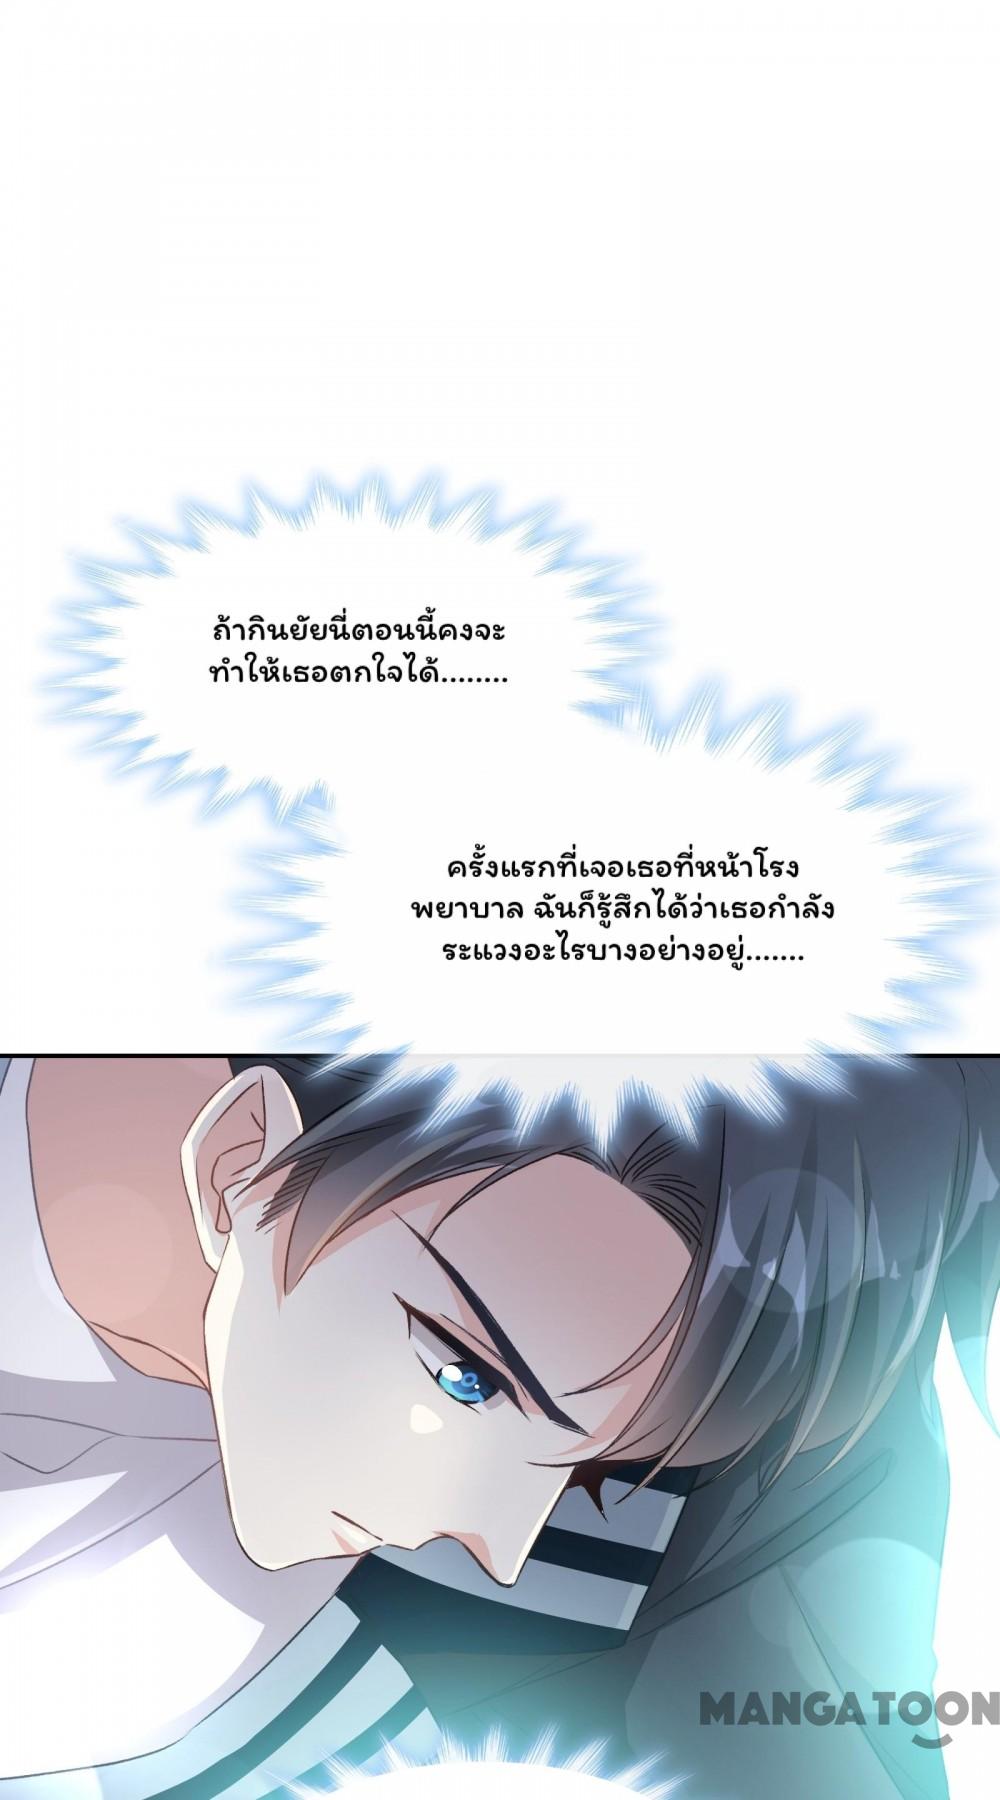 ถ้ากินยัยนี่ตอนนี้คงจะ
ทำให้เธอตกใจได้........
ครั้งแรกที่เจอเธอที่หน้าโรง
พยาบาล ฉันก็รู้สึกได้ว่าเธอกำลัง
ระแวงอะไรบางอย่างอยู่.......
MANGATOON